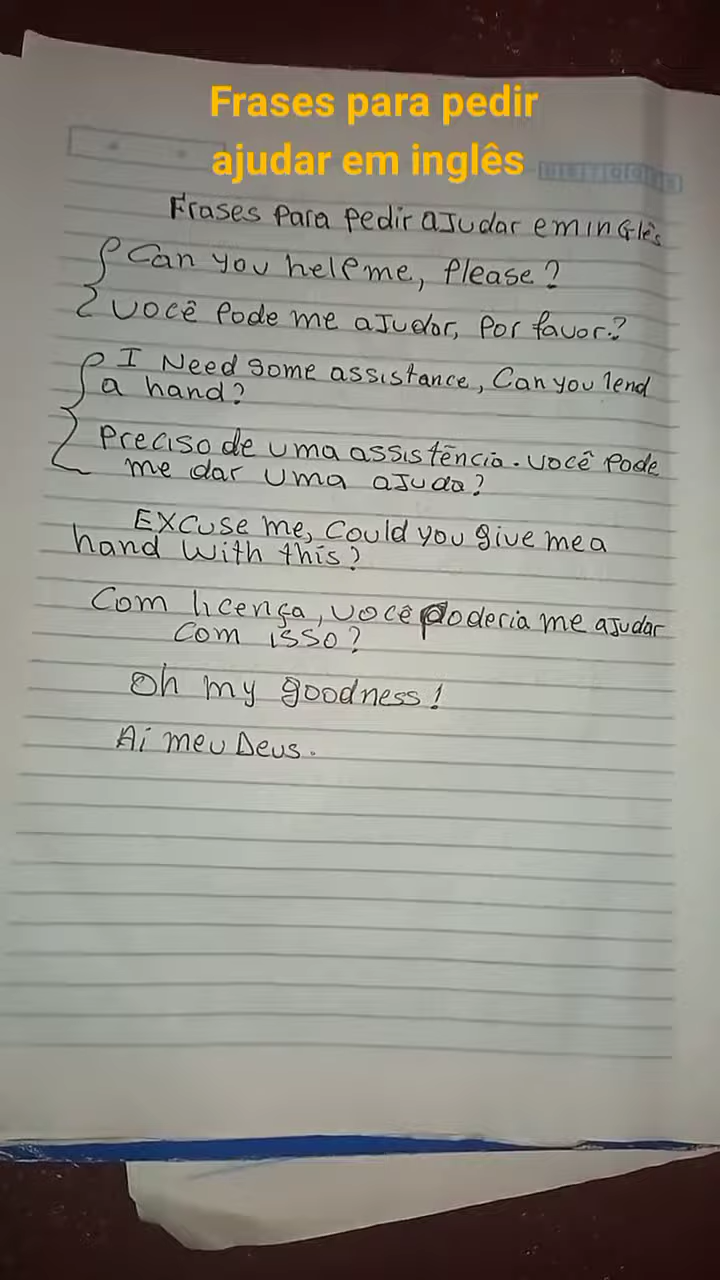 Frases para pedir
ajudar em inglês
Frases Para Pedir aJudar em inGlês
Can you help me, Please?
você Pode me aJudar, Por favor.?
I Need Some assistance, Can you lend
a hand?
Preciso de uma assistência. você Pode
me dar uma aJuda?
EXcuse me, Could you give me a
hand with this?
Com licença, você poderia me aJudar
com isso?
Oh my goodness!
Ai meu Deus.